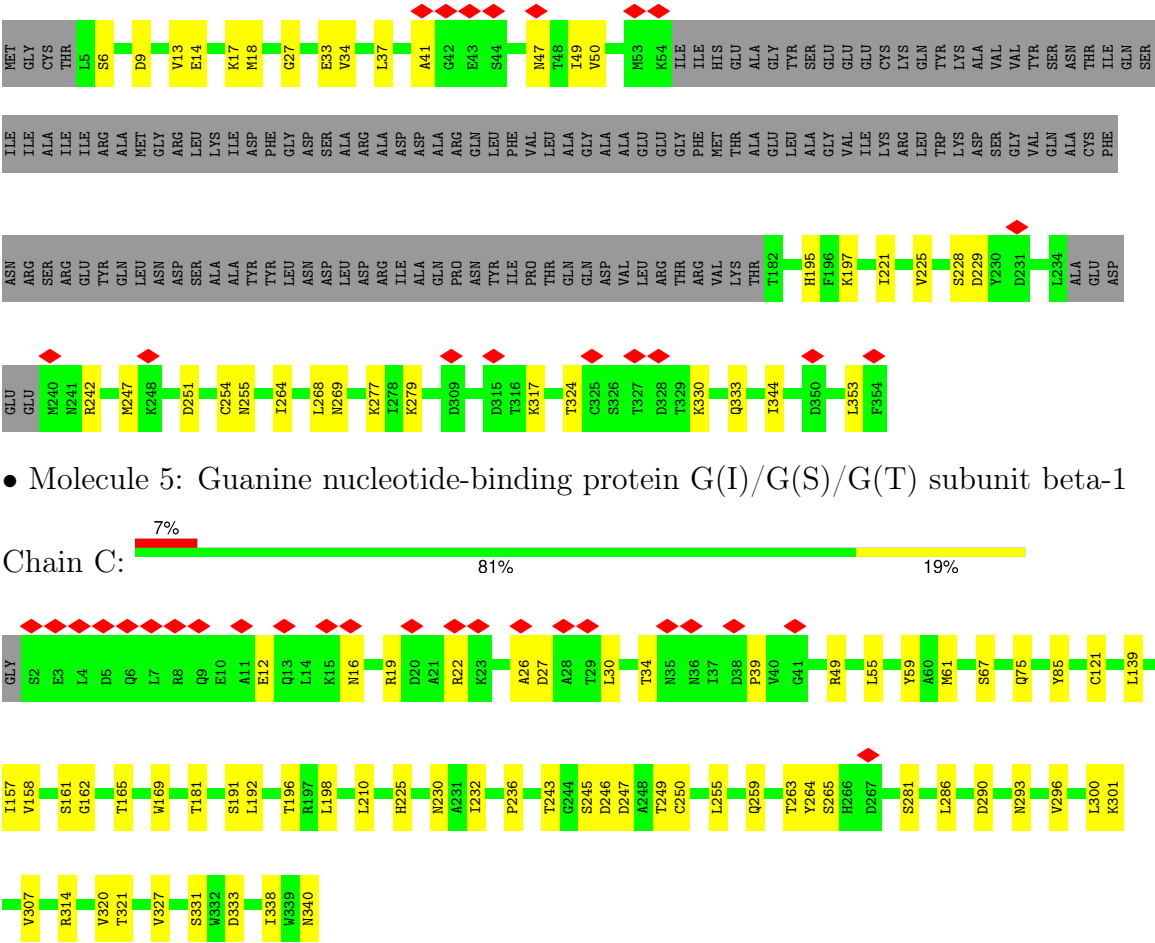 MET GLY CYS THR L5 S6 D9 V13 E14 K17 M18 G27 E33 V34 L37 A41 G42 E43 S44 N47 T48 I49 V50 M53 K54 ILE ILE HIS GLU ALA GLY TYR SER GLU GLU GLU CYS LYS GLN TYR LYS ALA VAL VAL TYR SER ASN THR ILE GLN SER
ILE ILE ALA ILE ILE ARG ALA MET GLY ARG LEU LYS ILE ASP PHE GLY ASP SER ALA ARG ALA ASP ASP ALA ARG GLN LEU PHE VAL LEU ALA GLY ALA ALA GLU GLU GLY PHE MET THR ALA GLU LEU ALA GLY VAL ILE LYS ARG LEU TRP LYS ASP SER GLY VAL GLN ALA CYS PHE
ASN ARG SER ARG GLU TYR GLN LEU ASN ASP SER ALA ALA TYR TYR LEU ASN ASP LEU ASP ARG ILE ALA GLN PRO ASN TYR ILE PRO THR GLN GLN ASP VAL LEU ARG THR ARG VAL LYS THR T182 H195 F196 K197 I221 V225 S228 D229 Y230 D231 L234 ALA GLU ASP
GLU GLU M240 N241 R242 M247 K248 D251 C254 N255 I264 L268 N269 K277 I278 K279 D309 D315 T316 K317 T324 C325 S326 T327 D328 T329 K330 Q333 I344 D350 L353 F354
• Molecule 5: Guanine nucleotide-binding protein G(I)/G(S)/G(T) subunit beta-1
7%
Chain C:
81% 19%
GLY S2 E3 L4 D5 Q6 L7 R8 Q9 E10 A11 E12 Q13 L14 K15 N16 R19 D20 A21 R22 K23 A26 D27 A28 T29 L30 T34 N35 N36 I37 D38 P39 V40 G41 R49 L55 Y59 A60 M61 S67 Q75 Y85 C121 L139
I157 V158 S161 G162 T165 W169 T181 S191 L192 T196 R197 L198 L210 H225 N230 A231 I232 P236 T243 G244 S245 D246 D247 A248 T249 C250 L255 Q259 T263 Y264 S265 H266 D267 S281 L286 D290 N293 V296 L300 K301
V307 R314 V320 T321 V327 S331 W332 D333 I338 W339 N340